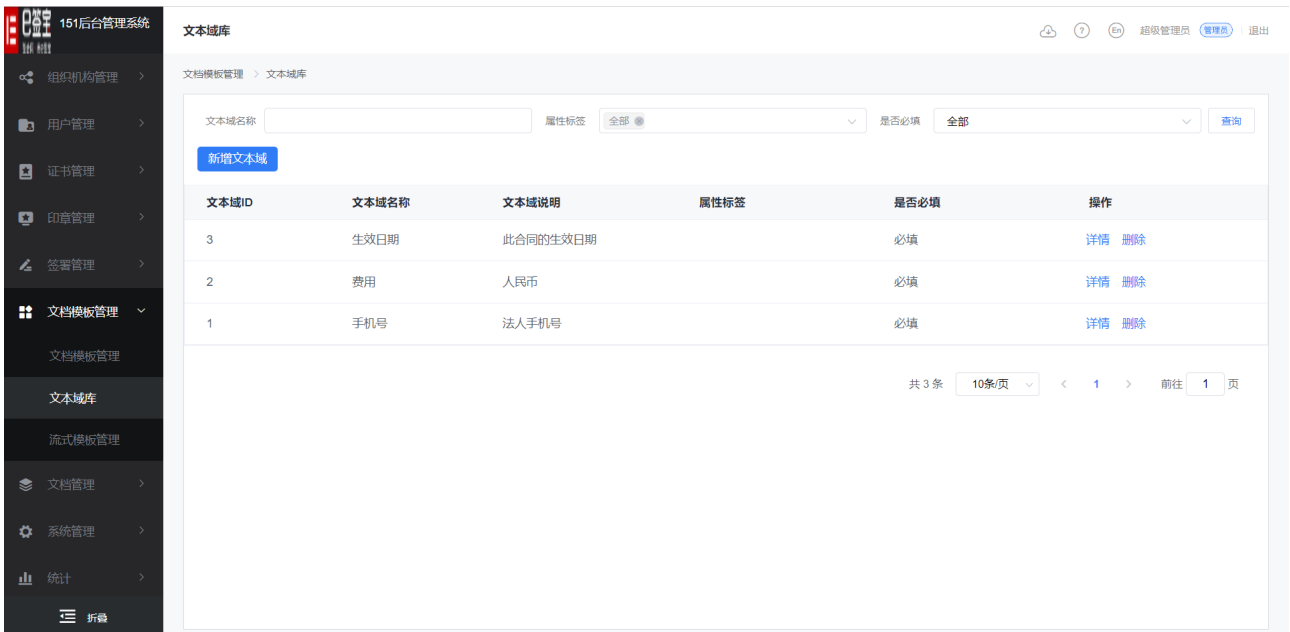 已签宝 151后台管理系统
文本域库
En 超级管理员 管理员 退出
组织机构管理
用户管理
证书管理
印章管理
签署管理
文档模板管理
文档模板管理
文本域库
流式模板管理
文档管理
系统管理
统计
折叠
文档模板管理 > 文本域库
文本域名称 属性标签 全部 是否必填 全部 查询
新增文本域
文本域ID 文本域名称 文本域说明 属性标签 是否必填 操作
3 生效日期 此合同的生效日期 必填 详情 删除
2 费用 人民币 必填 详情 删除
1 手机号 法人手机号 必填 详情 删除
共 3 条 10条/页 < 1 > 前往 1 页